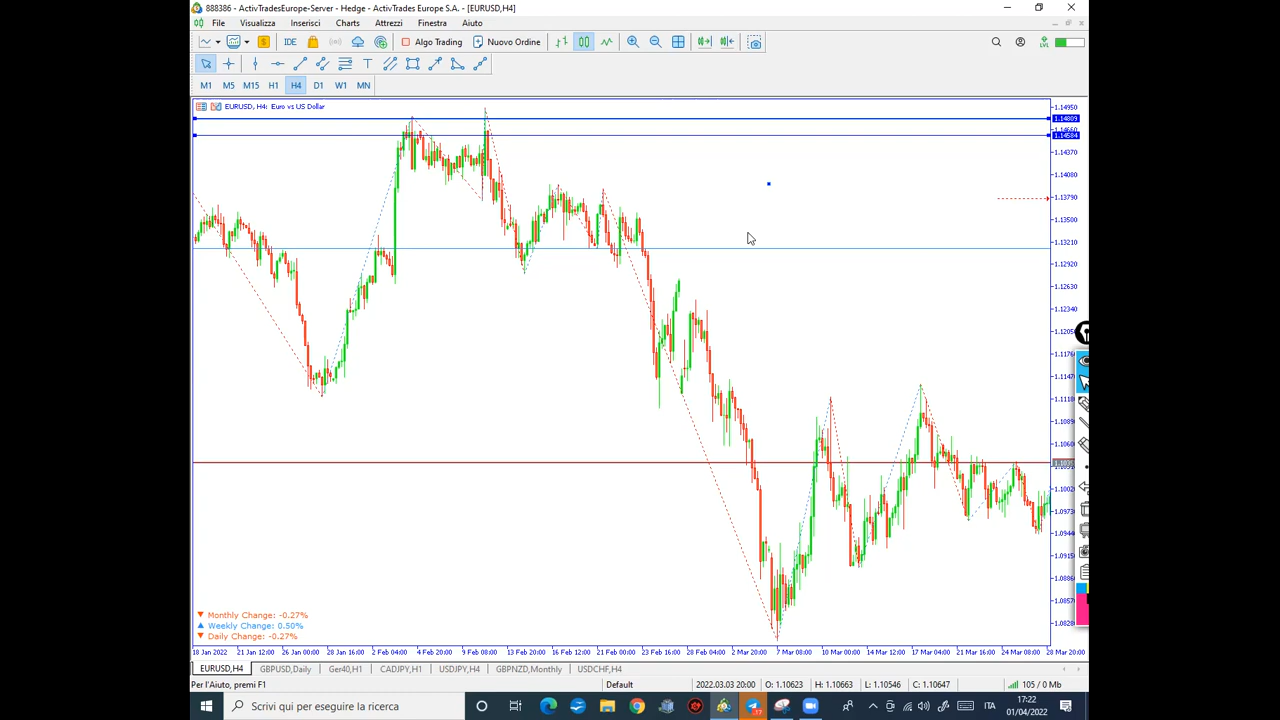 888386 - ActivTradesEurope-Server - Hedge - ActivTrades Europe S.A. - [EURUSD,H4]
File Visualizza Inserisci Charts Attrezzi Finestra Aiuto
IDE Algo Trading Nuovo Ordine LVL
T
M1 M5 M15 H1 H4 D1 W1 MN
EURUSD, H4: Euro vs US Dollar
1.14950
1.14809
1.14660
1.14584
1.14370
1.14080
1.13790
1.13500
1.13210
1.12920
1.12630
1.12340
1.12050
1.11760
1.11470
1.11180
1.10890
1.10600
1.10020
1.09730
1.09440
1.09150
1.08860
1.08570
1.08280
Monthly Change: -0.27%
Weekly Change: 0.50%
Daily Change: -0.27%
18 Jan 2022 21 Jan 12:00 26 Jan 00:00 28 Jan 16:00 2 Feb 04:00 4 Feb 20:00 9 Feb 08:00 13 Feb 20:00 16 Feb 12:00 21 Feb 00:00 23 Feb 16:00 28 Feb 04:00 2 Mar 20:00 7 Mar 08:00 10 Mar 00:00 14 Mar 12:00 17 Mar 04:00 21 Mar 16:00 24 Mar 08:00 28 Mar 20:00
EURUSD,H4 GBPUSD,Daily Ger40,H1 CADJPY,H1 USDJPY,H4 GBPNZD,Monthly USDCHF,H4
Per l'Aiuto, premi F1 Default 2022.03.03 20:00 O: 1.10623 H: 1.10663 L: 1.106 C: 1.10647 105 / 0 Mb
Scrivi qui per eseguire la ricerca ITA 17:22
01/04/2022